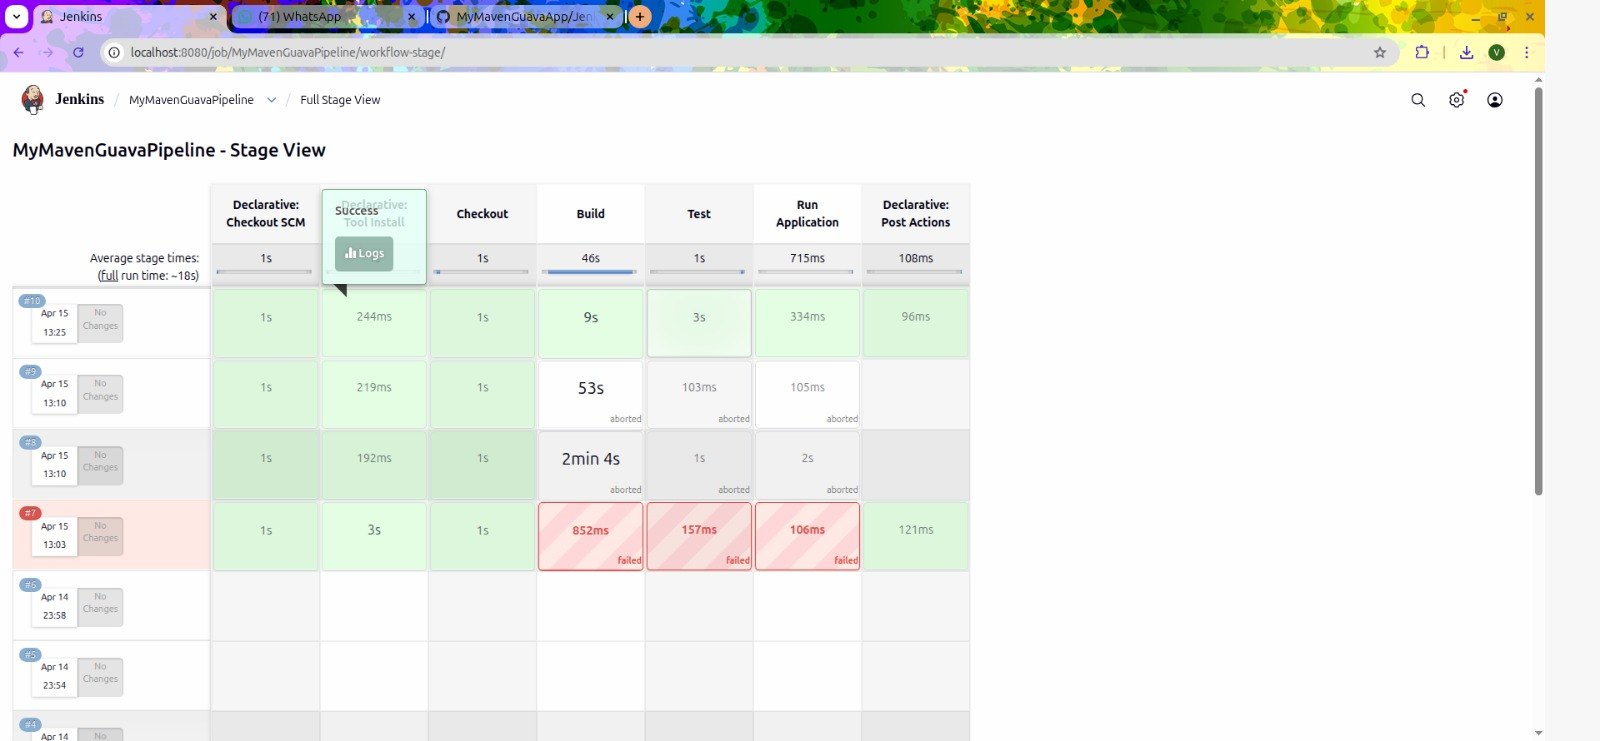 Jenkins
(71) WhatsApp
MyMavenGuavaApp/Jen
localhost:8080/job/MyMavenGuavaPipeline/workflow-stage/
V
Jenkins / MyMavenGuavaPipeline / Full Stage View
MyMavenGuavaPipeline - Stage View
Declarative: Checkout SCM
Declarative: Tool Install
Checkout
Build
Test
Run Application
Declarative: Post Actions
Success
Logs
Average stage times:
(full run time: ~18s)
1s
1s
46s
1s
715ms
108ms
#10
Apr 15
13:25
No Changes
1s
244ms
1s
9s
3s
334ms
96ms
#9
Apr 15
13:10
No Changes
1s
219ms
1s
53s
aborted
103ms
aborted
105ms
aborted
#8
Apr 15
13:10
No Changes
1s
192ms
1s
2min 4s
aborted
1s
aborted
2s
aborted
#7
Apr 15
13:03
No Changes
1s
3s
1s
852ms
failed
157ms
failed
106ms
failed
121ms
#6
Apr 14
23:58
No Changes
#5
Apr 14
23:54
No Changes
#4
Apr 14
No